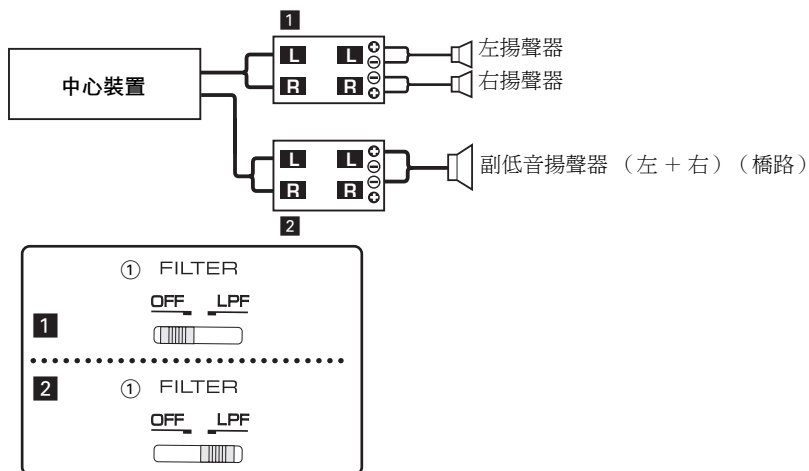 1
中心裝置
L L ⊕ ⊖
R R ⊖ ⊕
左揚聲器
右揚聲器
L L ⊕ ⊖
R R ⊖ ⊕
副低音揚聲器 （左 + 右）（橋路）
2
1
① FILTER
OFF LPF
2
① FILTER
OFF LPF